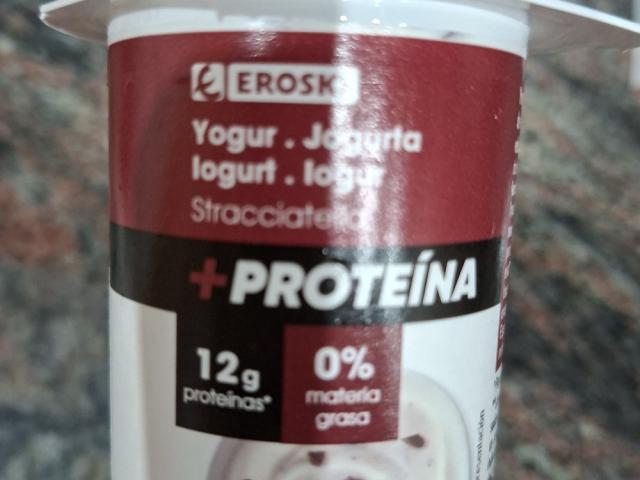 EROSKI
Yogur . Jogurta
Iogurt . Iogur
Stracciatella
+PROTEÍNA
12g
proteínas*
0%
materia
grasa